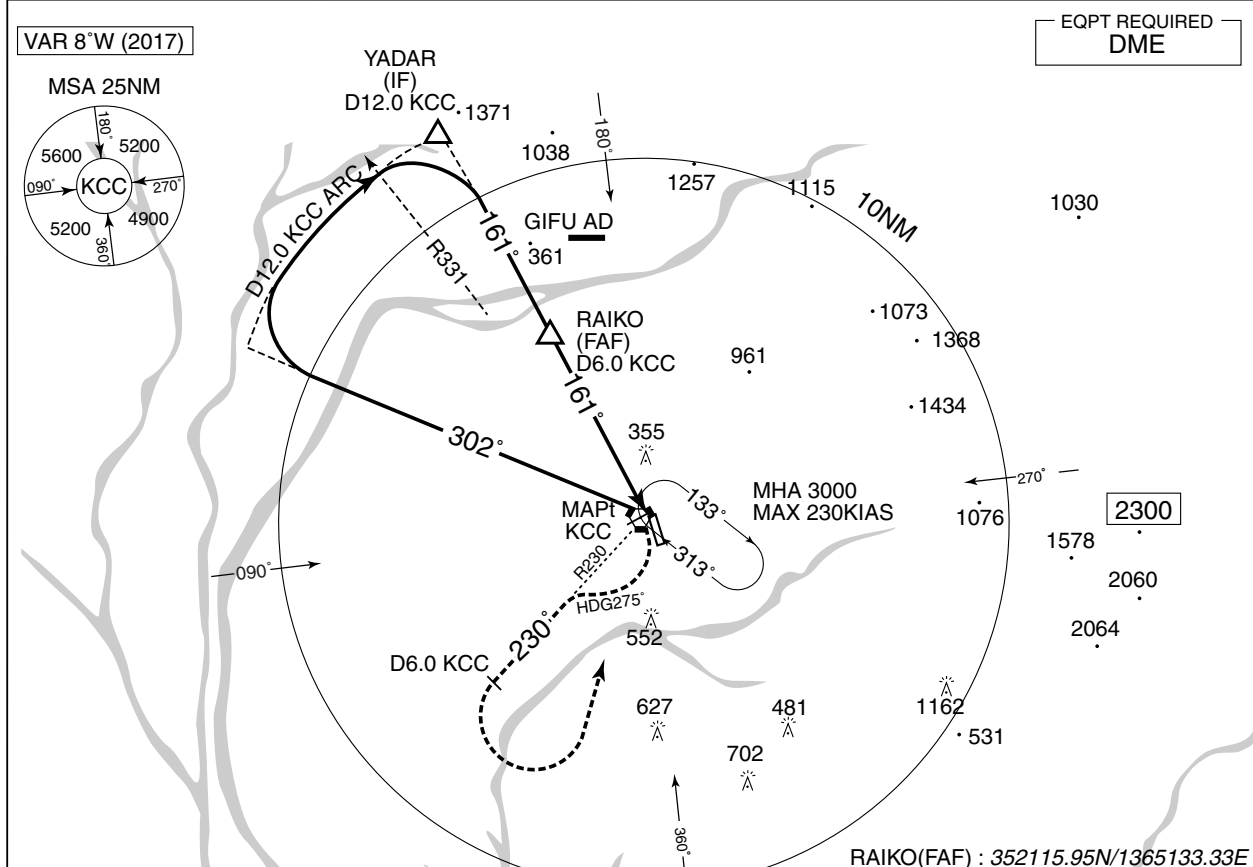 VAR 8°W (2017)
EQPT REQUIRED
DME
MSA 25NM
180°
5600
5200
090°
KCC
270°
5200
4900
360°
YADAR
(IF)
D12.0 KCC
1371
1038
180°
1257
1115
10NM
1030
D12.0 KCC ARC
R331
161°
GIFU AD
361
RAIKO
(FAF)
D6.0 KCC
1073
1368
961
1434
161°
302°
355
133°
MHA 3000
MAX 230KIAS
270°
1076
2300
MAPt
KCC
313°
1578
2060
2064
090°
R230
HDG275°
230°
552
D6.0 KCC
627
481
1162
531
702
360°
RAIKO(FAF) : 352115.95N/1365133.33E